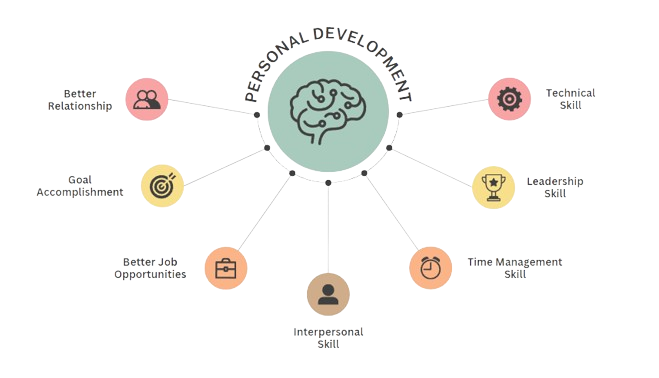 PERSONAL DEVELOPMENT
Better
Relationship
Technical
Skill
Goal
Accomplishment
Leadership
Skill
Better Job
Opportunities
Time Management
Skill
Interpersonal
Skill